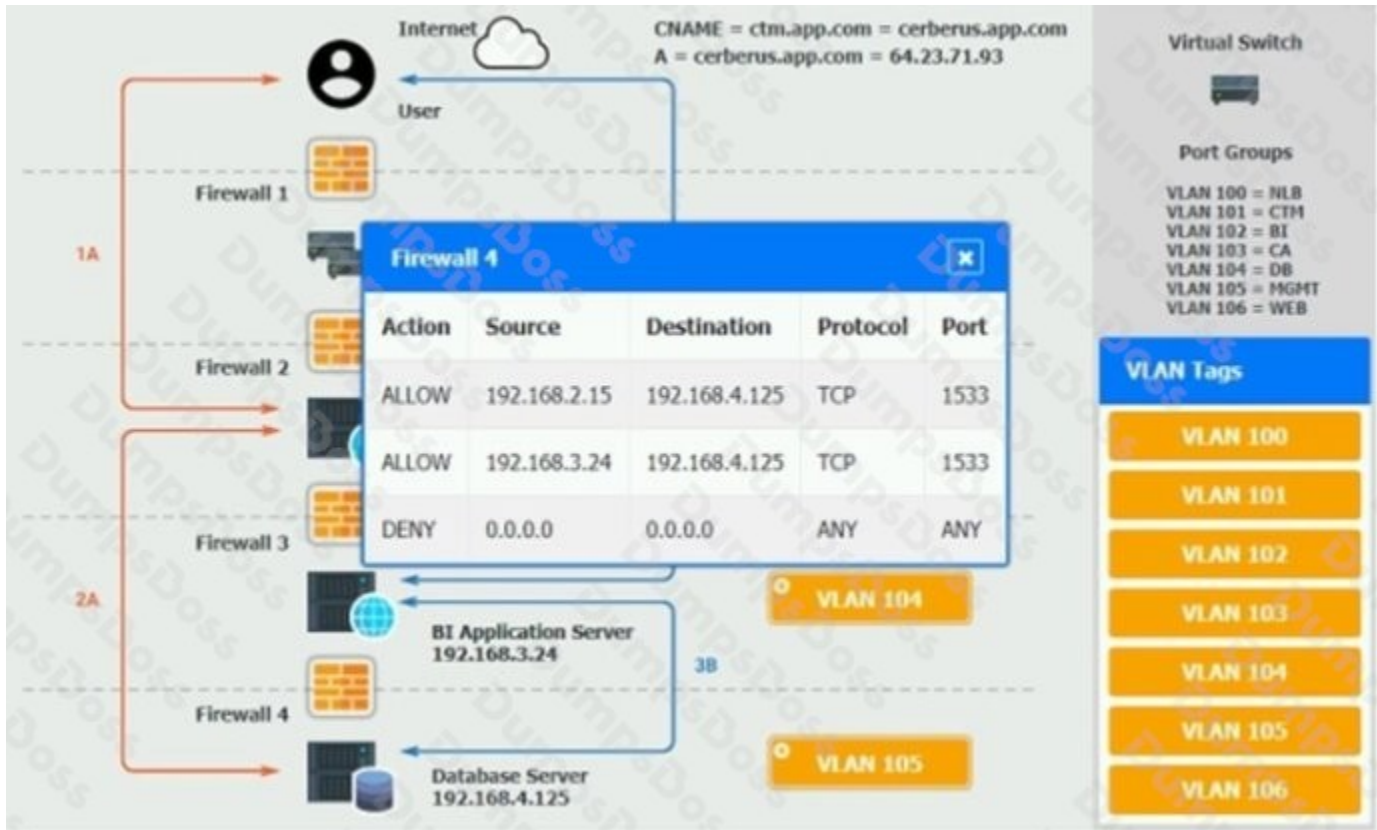 Internet
CNAME = ctm.app.com = cerberus.app.com
A = cerberus.app.com = 64.23.71.93
User
Firewall 1
1A
Firewall 2
Firewall 4
Action Source Destination Protocol Port
ALLOW 192.168.2.15 192.168.4.125 TCP 1533
ALLOW 192.168.3.24 192.168.4.125 TCP 1533
DENY 0.0.0.0 0.0.0.0 ANY ANY
Firewall 3
2A
BI Application Server
192.168.3.24
VLAN 104
3B
Firewall 4
Database Server
192.168.4.125
VLAN 105
Virtual Switch
Port Groups
VLAN 100 = NLB
VLAN 101 = CTM
VLAN 102 = BI
VLAN 103 = CA
VLAN 104 = DB
VLAN 105 = MGMT
VLAN 106 = WEB
VLAN Tags
VLAN 100
VLAN 101
VLAN 102
VLAN 103
VLAN 104
VLAN 105
VLAN 106
DumpsDoss